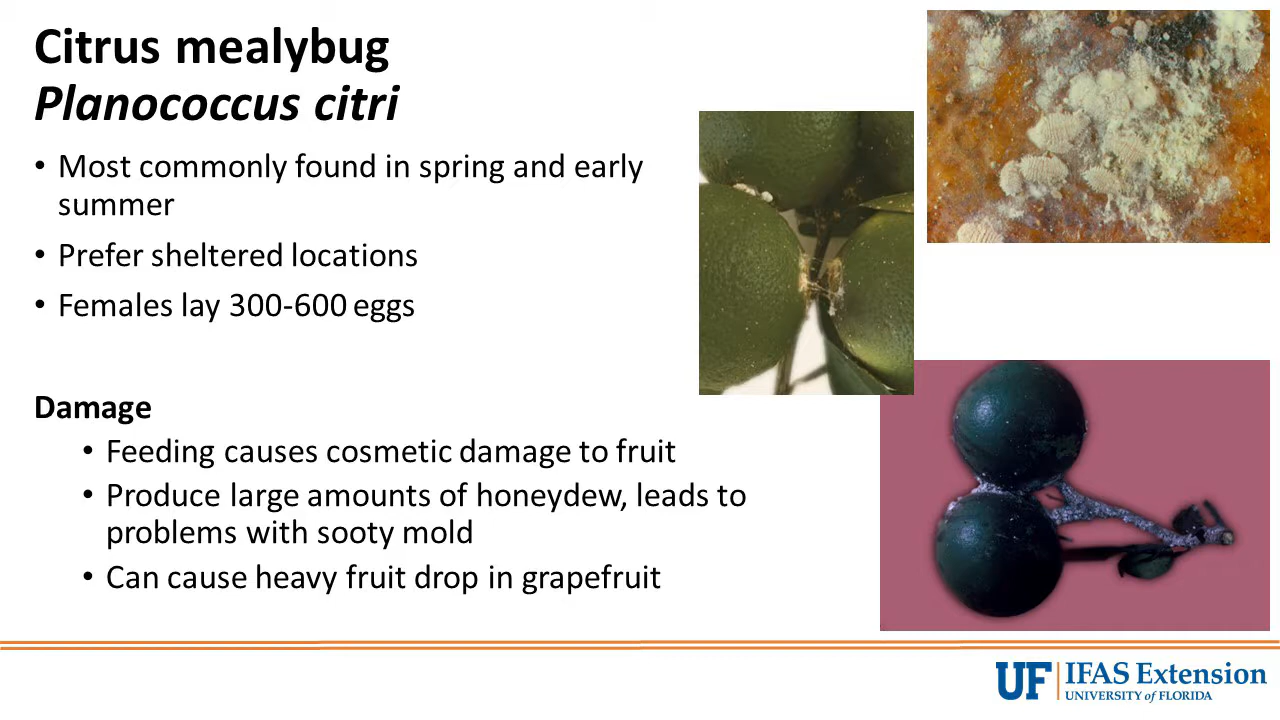 Citrus mealybug
Planococcus citri
• Most commonly found in spring and early
summer
• Prefer sheltered locations
• Females lay 300-600 eggs
Damage
• Feeding causes cosmetic damage to fruit
• Produce large amounts of honeydew, leads to
problems with sooty mold
• Can cause heavy fruit drop in grapefruit
UF IFAS Extension
UNIVERSITY of FLORIDA